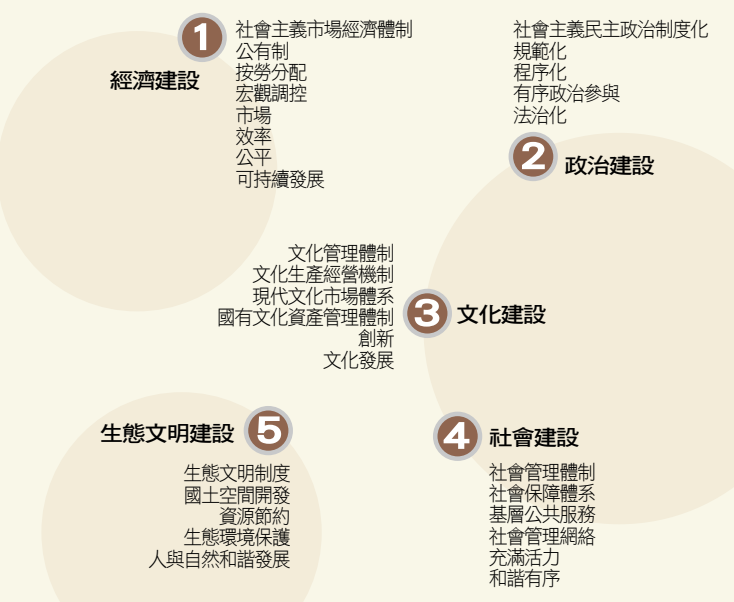 1
經濟建設
社會主義市場經濟體制
公有制
按勞分配
宏觀調控
市場
效率
公平
可持續發展
社會主義民主政治制度化
規範化
程序化
有序政治參與
法治化
2
政治建設
文化管理體制
文化生產經營機制
現代文化市場體系
國有文化資產管理體制
創新
文化發展
3
文化建設
4
社會建設
社會管理體制
社會保障體系
基層公共服務
社會管理網絡
充滿活力
和諧有序
生態文明建設
5
生態文明制度
國土空間開發
資源節約
生態環境保護
人與自然和諧發展